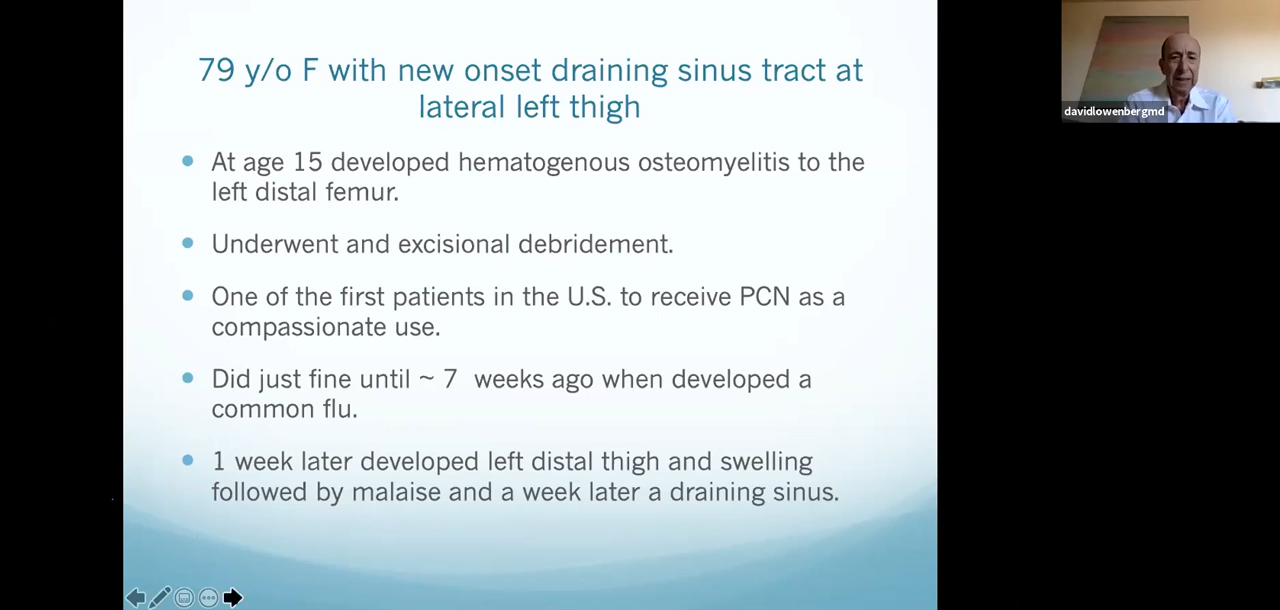 79 y/o F with new onset draining sinus tract at
lateral left thigh
• At age 15 developed hematogenous osteomyelitis to the
left distal femur.
• Underwent and excisional debridement.
• One of the first patients in the U.S. to receive PCN as a
compassionate use.
• Did just fine until ~ 7 weeks ago when developed a
common flu.
• 1 week later developed left distal thigh and swelling
followed by malaise and a week later a draining sinus.
davidlowenbergmd